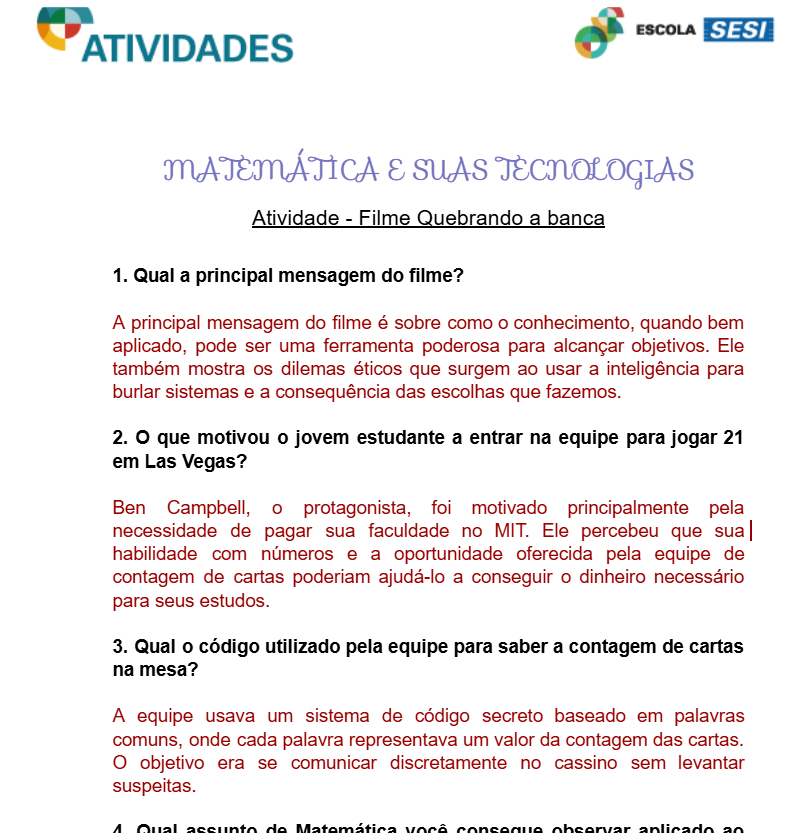 ATIVIDADES
ESCOLA SESI
MATEMÁTICA E SUAS TECNOLOGIAS
Atividade - Filme Quebrando a banca
1. Qual a principal mensagem do filme?
A principal mensagem do filme é sobre como o conhecimento, quando bem
aplicado, pode ser uma ferramenta poderosa para alcançar objetivos. Ele
também mostra os dilemas éticos que surgem ao usar a inteligência para
burlar sistemas e a consequência das escolhas que fazemos.
2. O que motivou o jovem estudante a entrar na equipe para jogar 21
em Las Vegas?
Ben Campbell, o protagonista, foi motivado principalmente pela
necessidade de pagar sua faculdade no MIT. Ele percebeu que sua
habilidade com números e a oportunidade oferecida pela equipe de
contagem de cartas poderiam ajudá-lo a conseguir o dinheiro necessário
para seus estudos.
3. Qual o código utilizado pela equipe para saber a contagem de cartas
na mesa?
A equipe usava um sistema de código secreto baseado em palavras
comuns, onde cada palavra representava um valor da contagem das cartas.
O objetivo era se comunicar discretamente no cassino sem levantar
suspeitas.
4. Qual assunto de Matemática você consegue observar aplicado ao